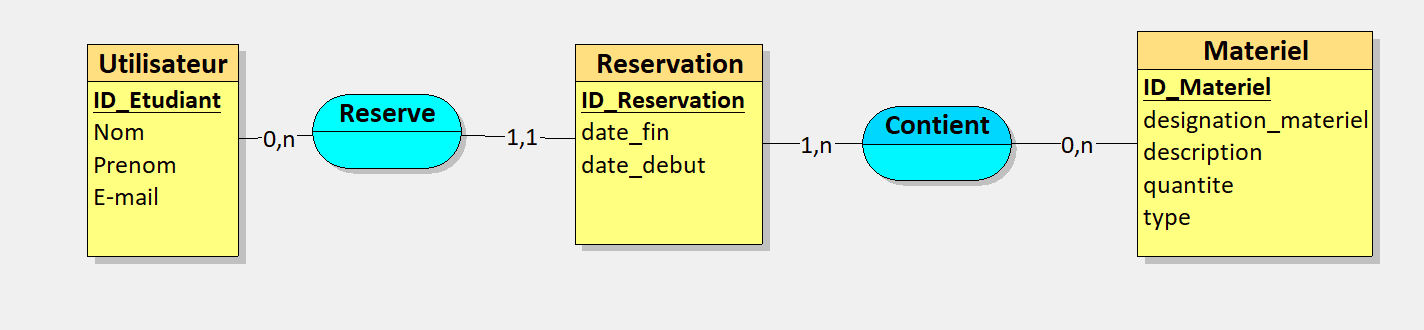 Utilisateur
ID_Etudiant
Nom
Prenom
E-mail
0,n
Reserve
1,1
Reservation
ID_Reservation
date_fin
date_debut
1,n
Contient
0,n
Materiel
ID_Materiel
designation_materiel
description
quantite
type